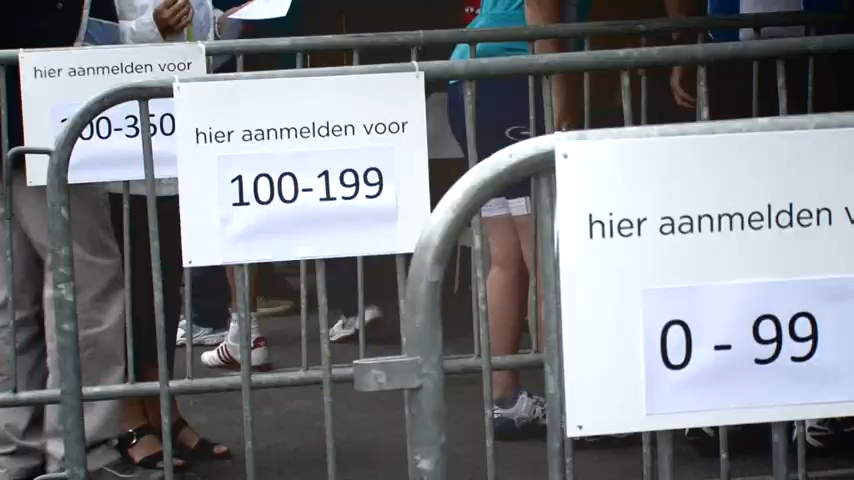 hier aanmelden voor
hier aanmelden voor
100-199
hier aanmelden
0 - 99